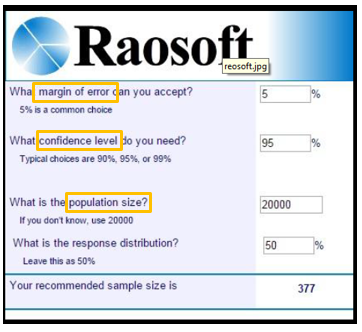 Raosoft
reosoft.jpg
What margin of error can you accept? 5 %
5% is a common choice
What confidence level do you need? 95 %
Typical choices are 90%, 95%, or 99%
What is the population size? 20000
If you don't know, use 20000
What is the response distribution? 50 %
Leave this as 50%
Your recommended sample size is 377